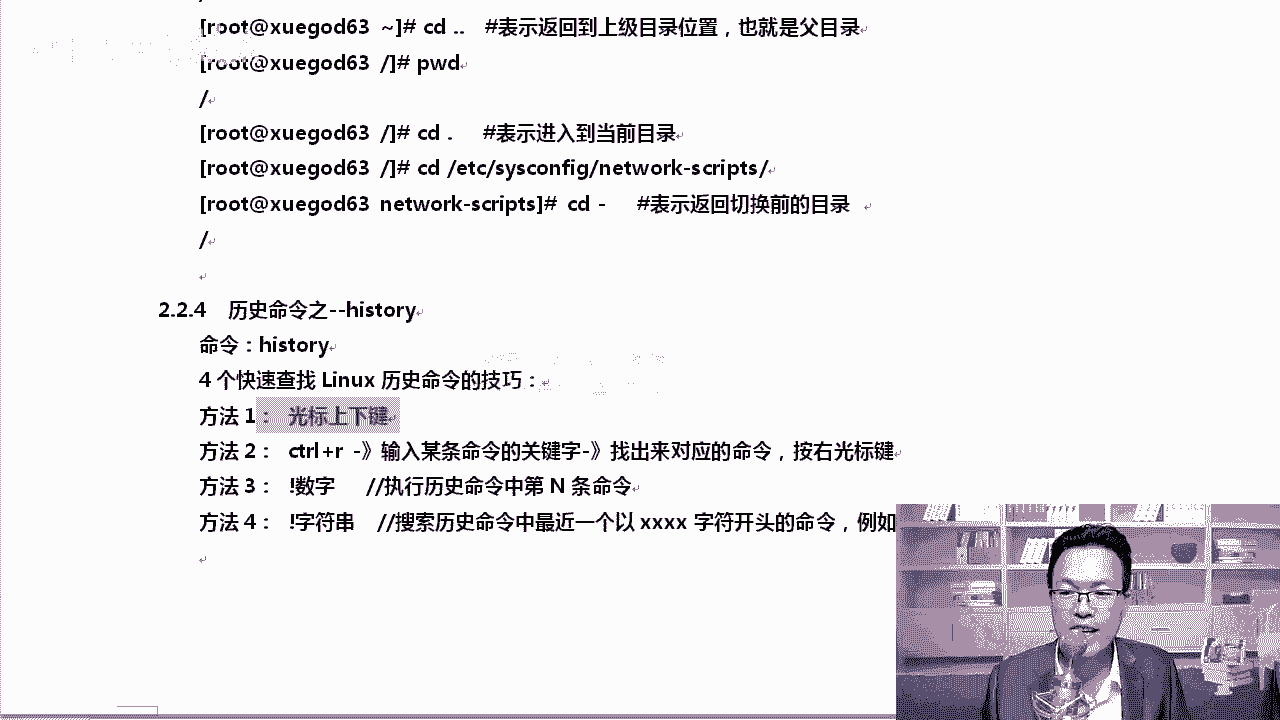 [root@xuegod63 ~]# cd .. #表示返回到上级目录位置，也就是父目录
[root@xuegod63 /]# pwd
/
[root@xuegod63 /]# cd . #表示进入到当前目录
[root@xuegod63 /]# cd /etc/sysconfig/network-scripts/
[root@xuegod63 network-scripts]# cd - #表示返回切换前的目录
/
2.2.4 历史命令之--history
命令：history
4 个快速查找 Linux 历史命令的技巧：
方法 1： 光标上下键
方法 2： ctrl+r -》输入某条命令的关键字-》找出来对应的命令，按右光标键
方法 3： !数字 //执行历史命令中第 N 条命令
方法 4： !字符串 //搜索历史命令中最近一个以 xxxx 字符开头的命令，例如